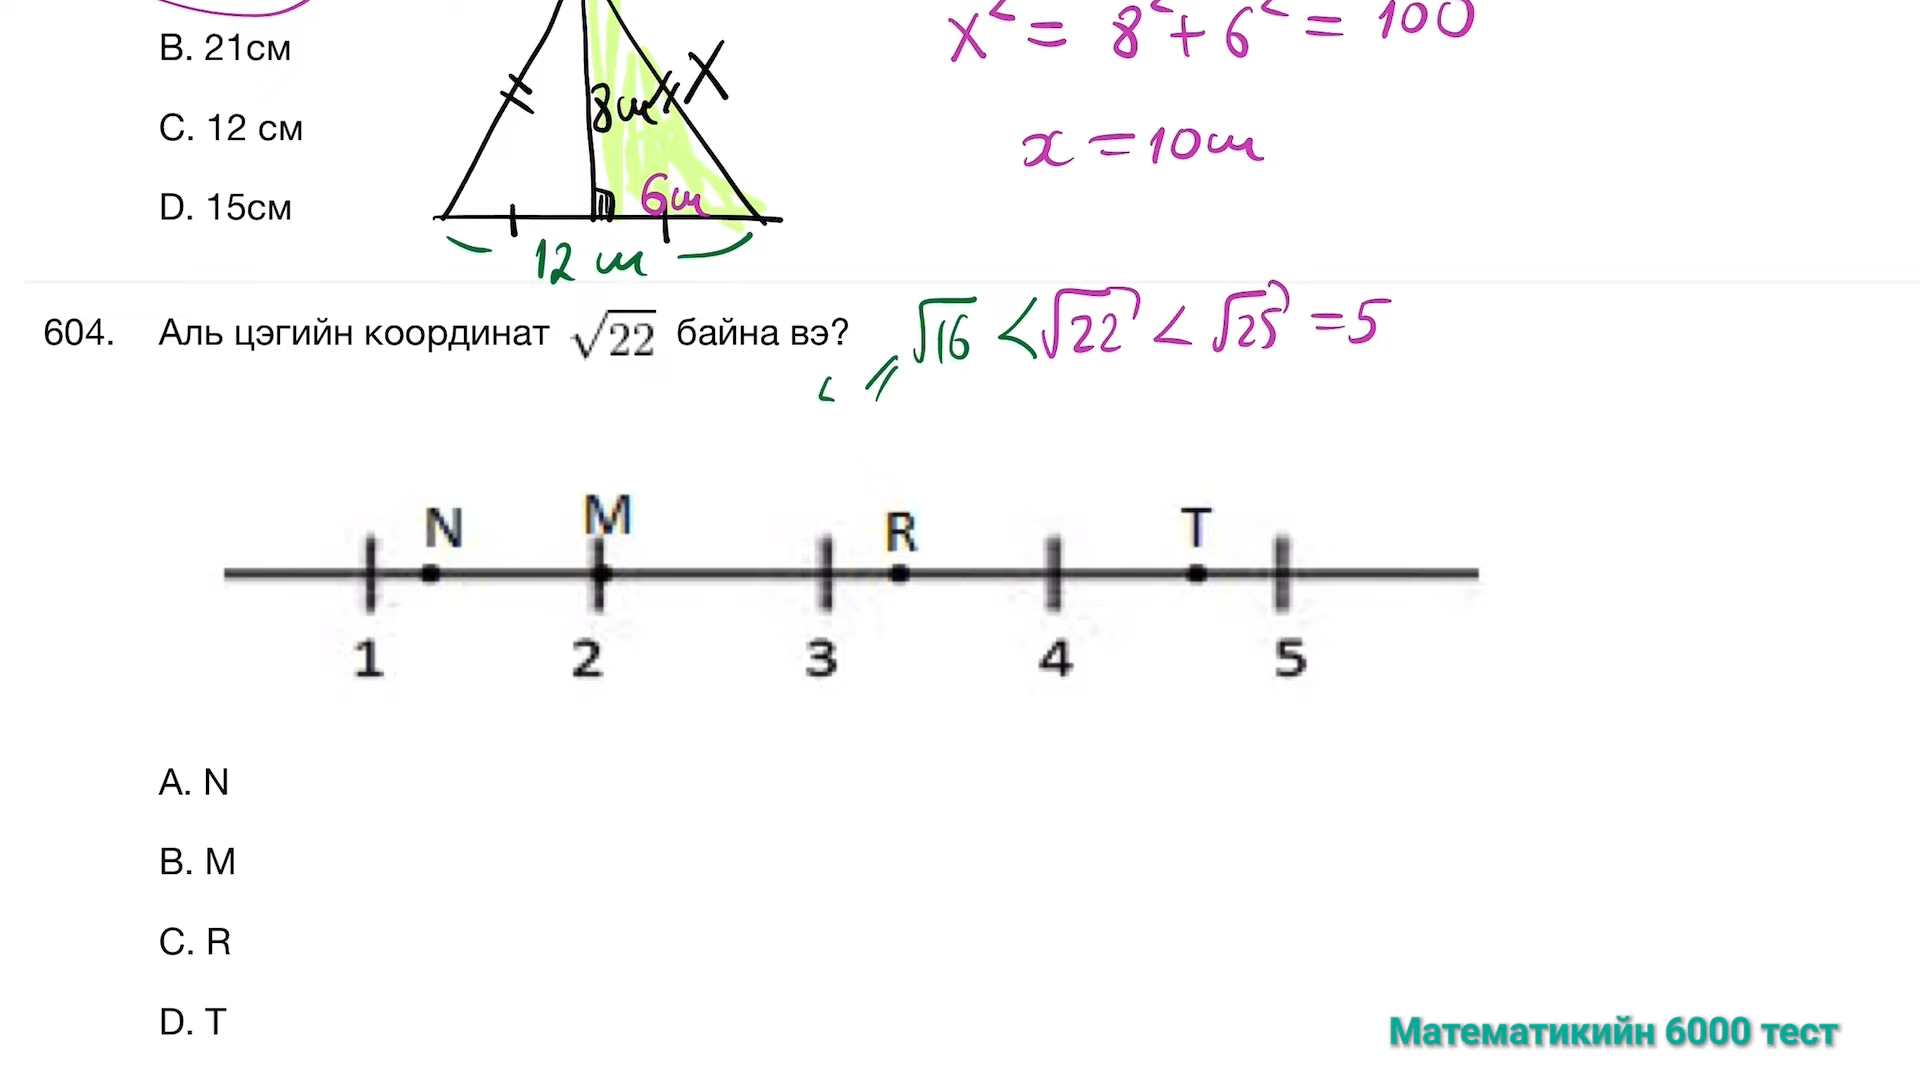 x² = 8² + 6² = 100
B. 21см
8см x
C. 12 см
x = 10см
D. 15см
6см
12 см
604. Аль цэгийн координат √22 байна вэ? √16 < √22 < √25 = 5
N M R T
1 2 3 4 5
A. N
B. M
C. R
D. T
Математикийн 6000 тест